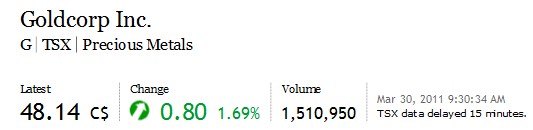 Goldcorp Inc.
G | TSX | Precious Metals
Latest
48.14 C$
Change
0.80 1.69%
Volume
1,510,950
Mar 30, 2011 9:30:34 AM
TSX data delayed 15 minutes.